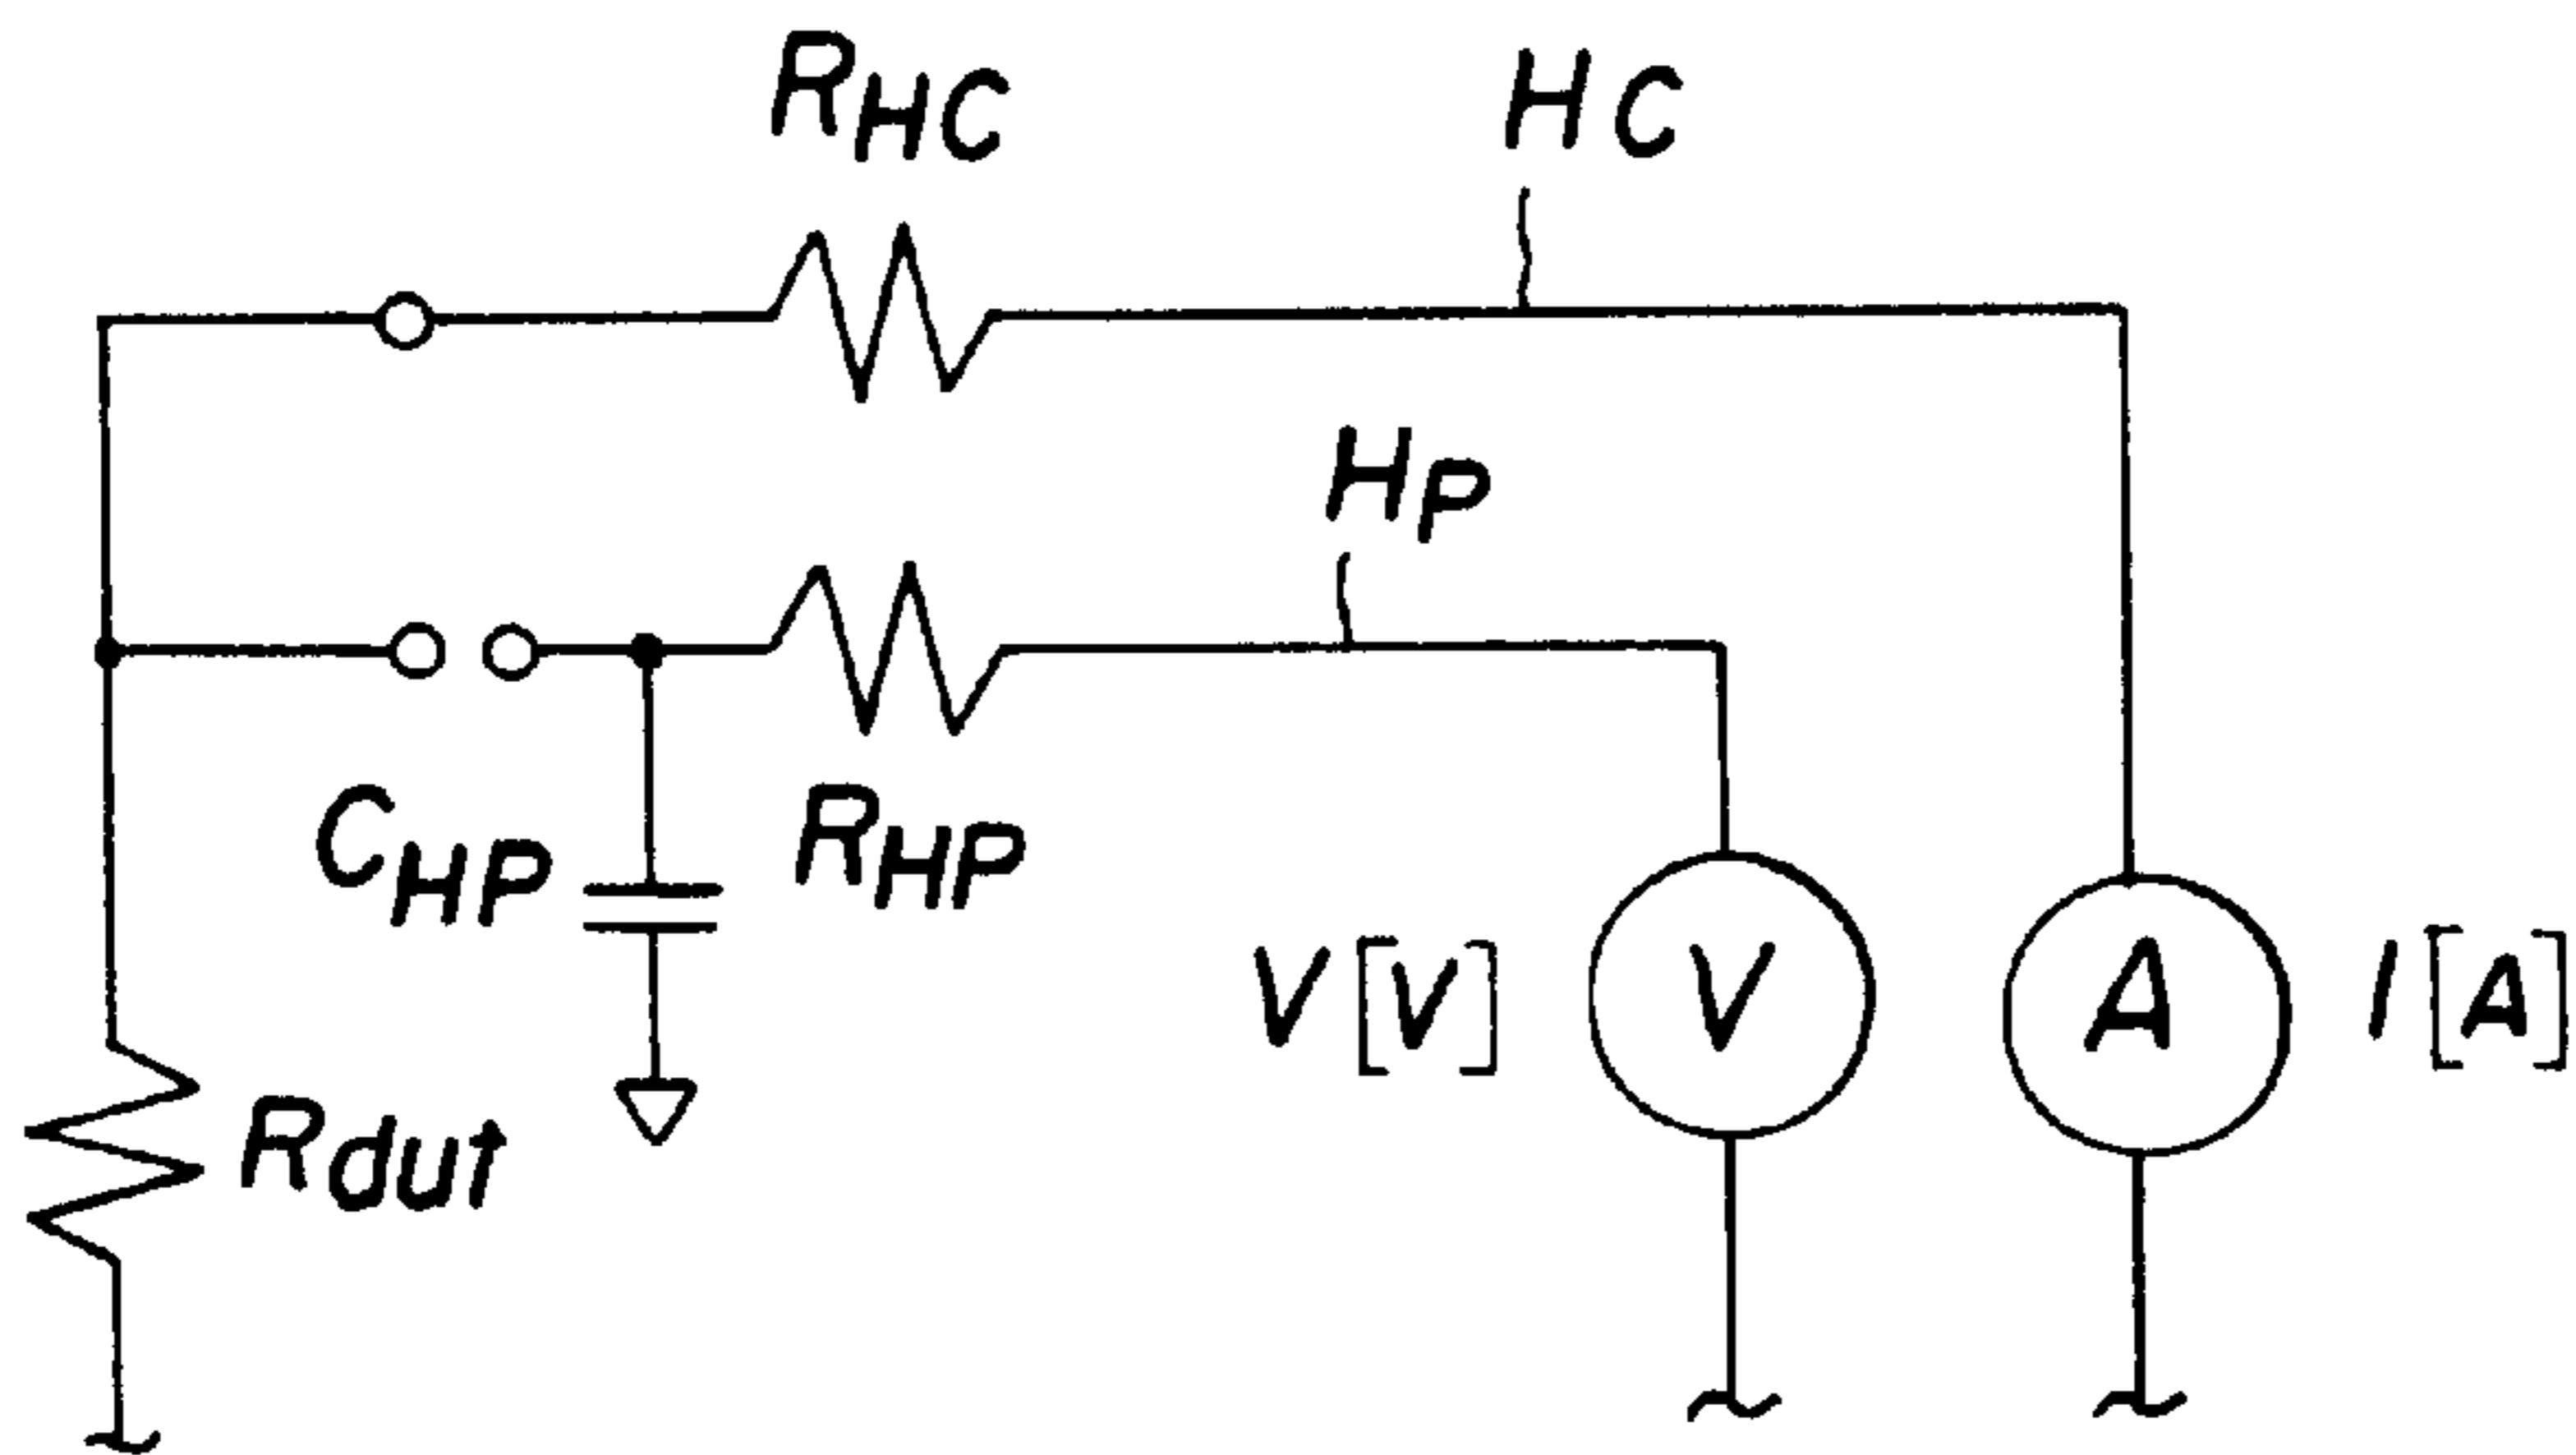 RHC
HC
HP
CHP
RHP
V[V]
V
A
I[A]
Rdut